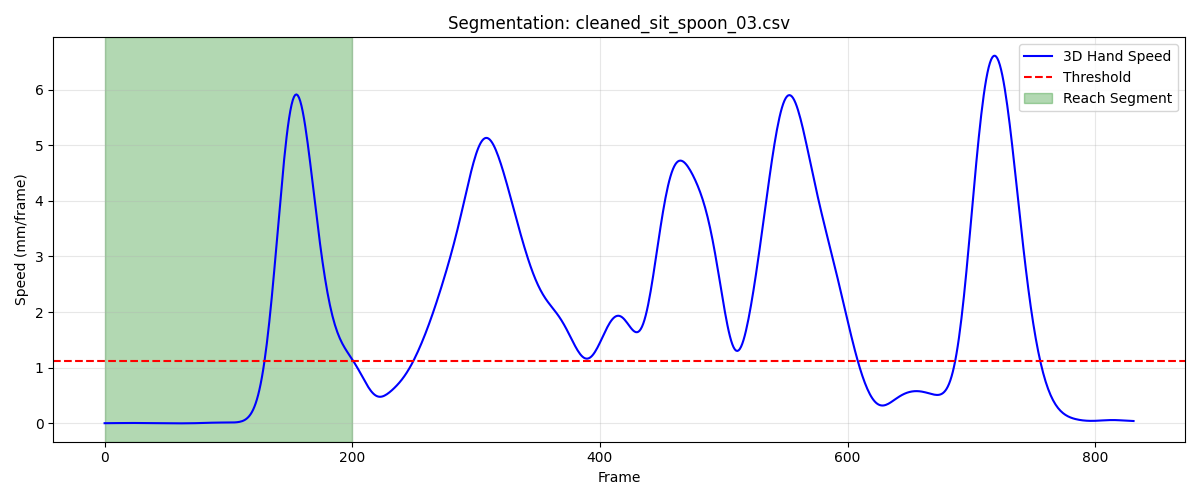 Segmentation: cleaned_sit_spoon_03.csv
3D Hand Speed
Threshold
Reach Segment
Speed (mm/frame)
6
5
4
3
2
1
0
0 200 400 600 800
Frame